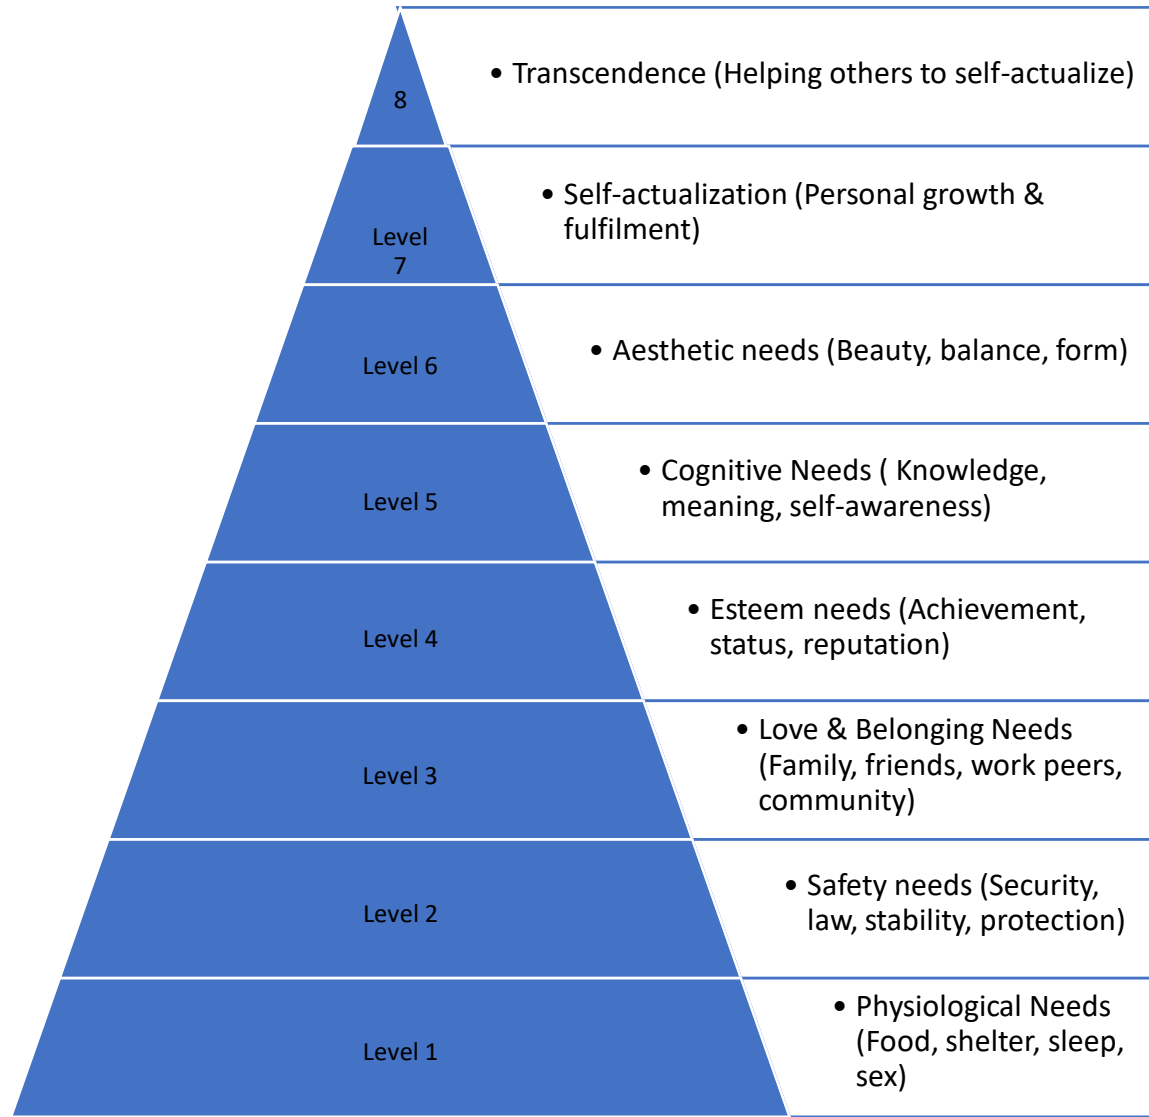 8
• Transcendence (Helping others to self-actualize)
Level
7
• Self-actualization (Personal growth &
fulfilment)
Level 6
• Aesthetic needs (Beauty, balance, form)
Level 5
• Cognitive Needs ( Knowledge,
meaning, self-awareness)
Level 4
• Esteem needs (Achievement,
status, reputation)
Level 3
• Love & Belonging Needs
(Family, friends, work peers,
community)
Level 2
• Safety needs (Security,
law, stability, protection)
Level 1
• Physiological Needs
(Food, shelter, sleep,
sex)